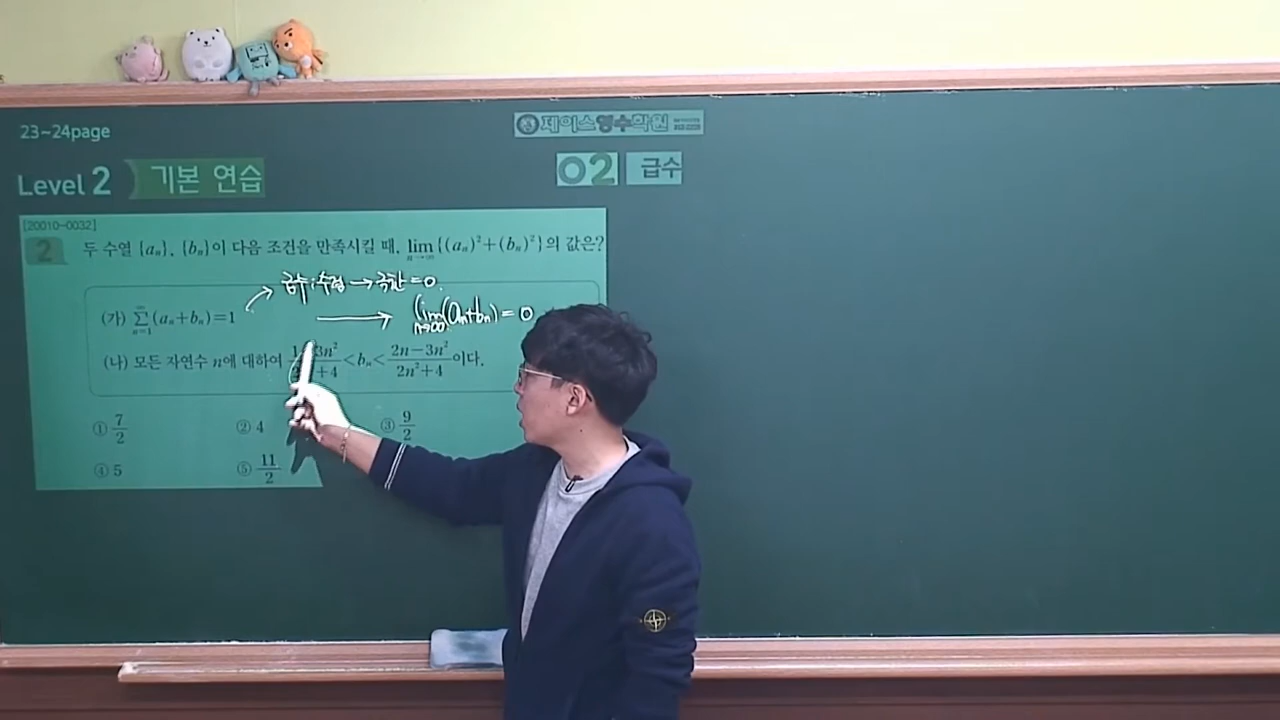 23~24page
제이스영수학원
Level 2 기본 연습
02 급수
[20010-0032]
2 두 수열 {aₙ}, {bₙ}이 다음 조건을 만족시킬 때, lim n→∞ {(aₙ)²+(bₙ)²}의 값은?
급수:수렴 → 극한=0.
(가) ∑ n=1 ∞ (aₙ+bₙ)=1
lim n→∞ (aₙ+bₙ)=0
(나) 모든 자연수 n에 대하여 3n² +4 <bₙ< (2n-3n²)/(2n²+4)이다.
① 7/2 ② 4 ③ 9/2
④ 5 ⑤ 11/2